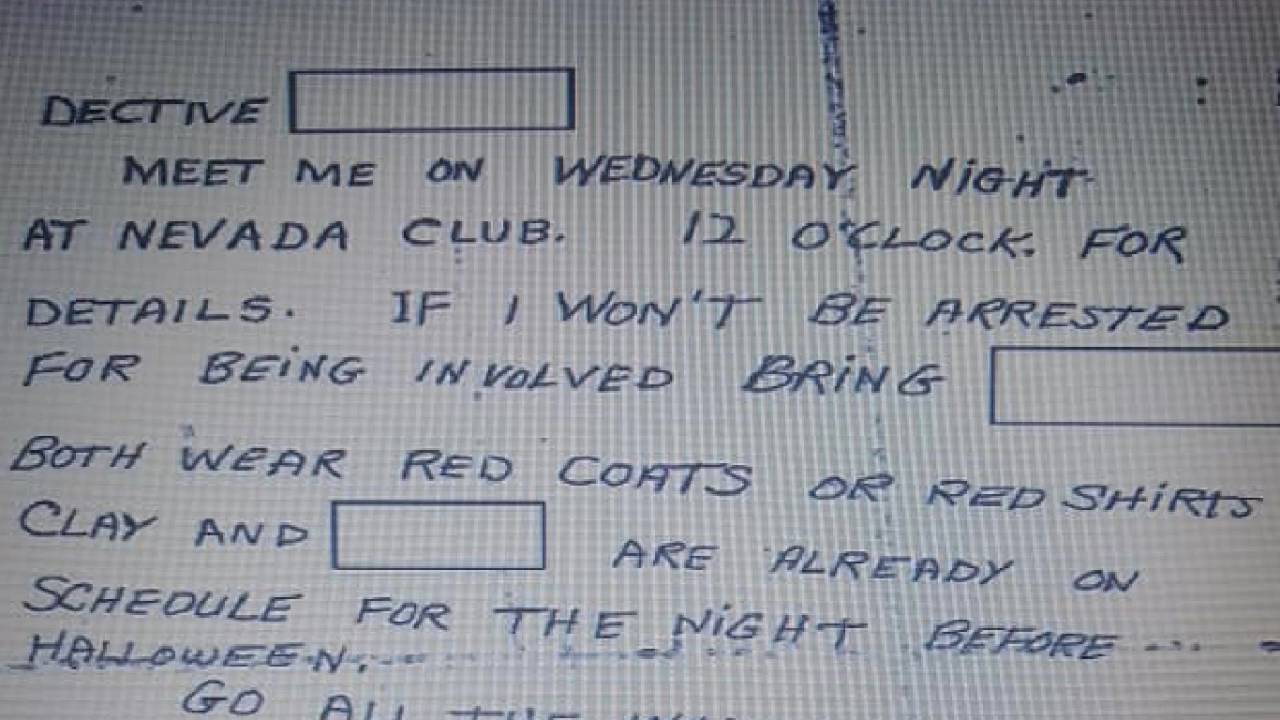 DECTIVE
MEET ME ON WEDNESDAY NIGHT
AT NEVADA CLUB. 12 O'CLOCK. FOR
DETAILS. IF I WON'T BE ARRESTED
FOR BEING INVOLVED BRING
BOTH WEAR RED COATS OR RED SHIRTS
CLAY AND ARE ALREADY ON
SCHEDULE FOR THE NIGHT BEFORE ...
HALLOWEEN.
GO ALL THE